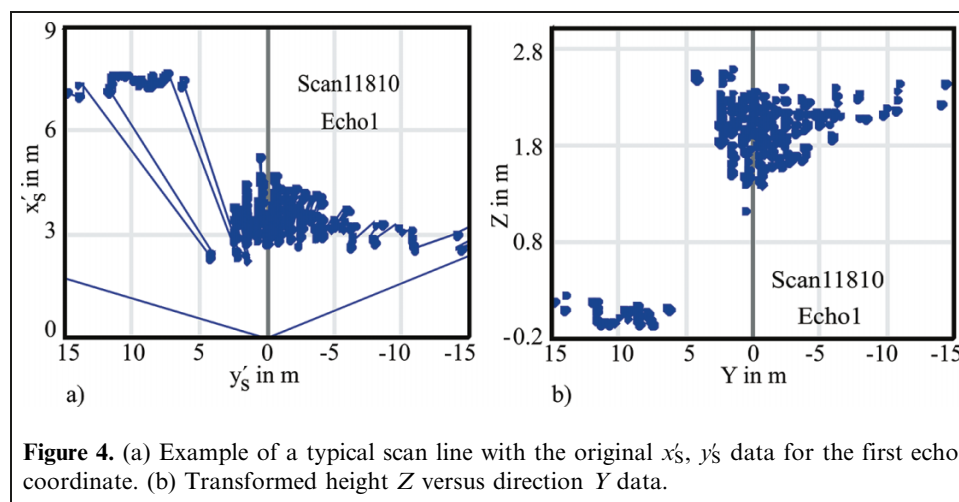 9
6
3
0
x′S in m
Scan11810
Echo1
15 10 5 0 -5 -10 -15
y′S in m
a)
2.8
1.8
0.8
-0.2
Z in m
Scan11810
Echo1
15 10 5 0 -5 -10 -15
Y in m
b)
Figure 4. (a) Example of a typical scan line with the original x′S, y′S data for the first echo
coordinate. (b) Transformed height Z versus direction Y data.